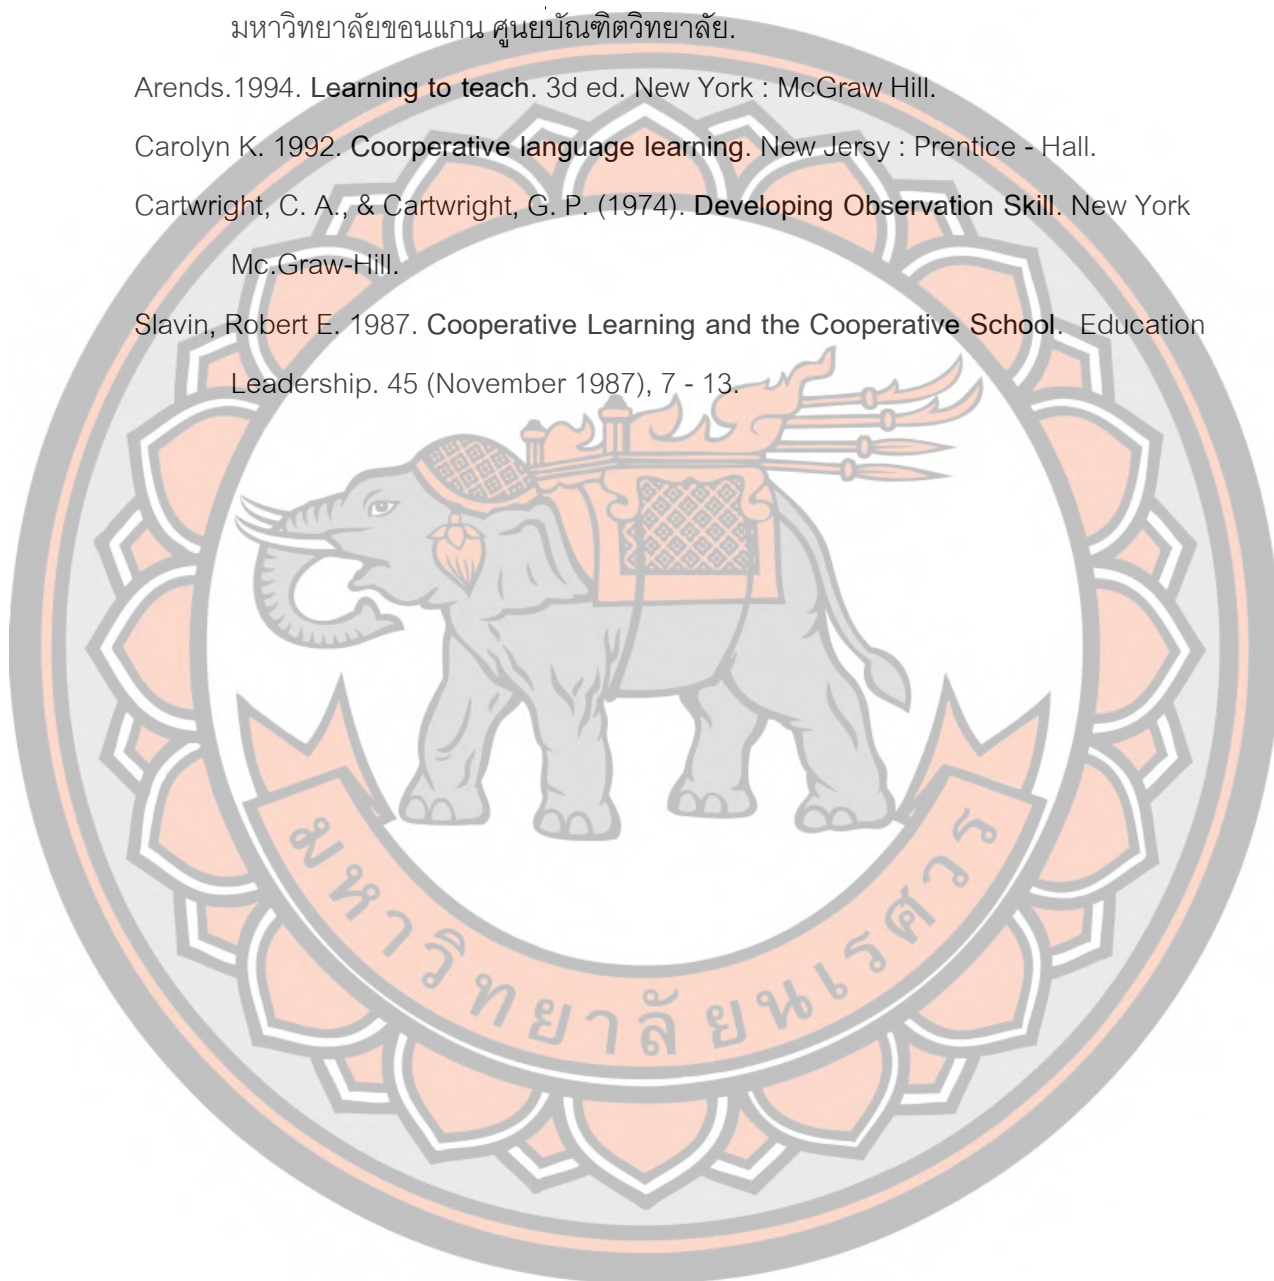 มหาวิทยาลัยขอนแก่น ศูนย์บัณฑิตวิทยาลัย.
Arends.1994. Learning to teach. 3d ed. New York : McGraw Hill.
Carolyn K. 1992. Coorperative language learning. New Jersy : Prentice - Hall.
Cartwright, C. A., & Cartwright, G. P. (1974). Developing Observation Skill. New York
Mc.Graw-Hill.
Slavin, Robert E. 1987. Cooperative Learning and the Cooperative School. Education
Leadership. 45 (November 1987), 7 - 13.
มหาวิทยาลัยนเรศวร